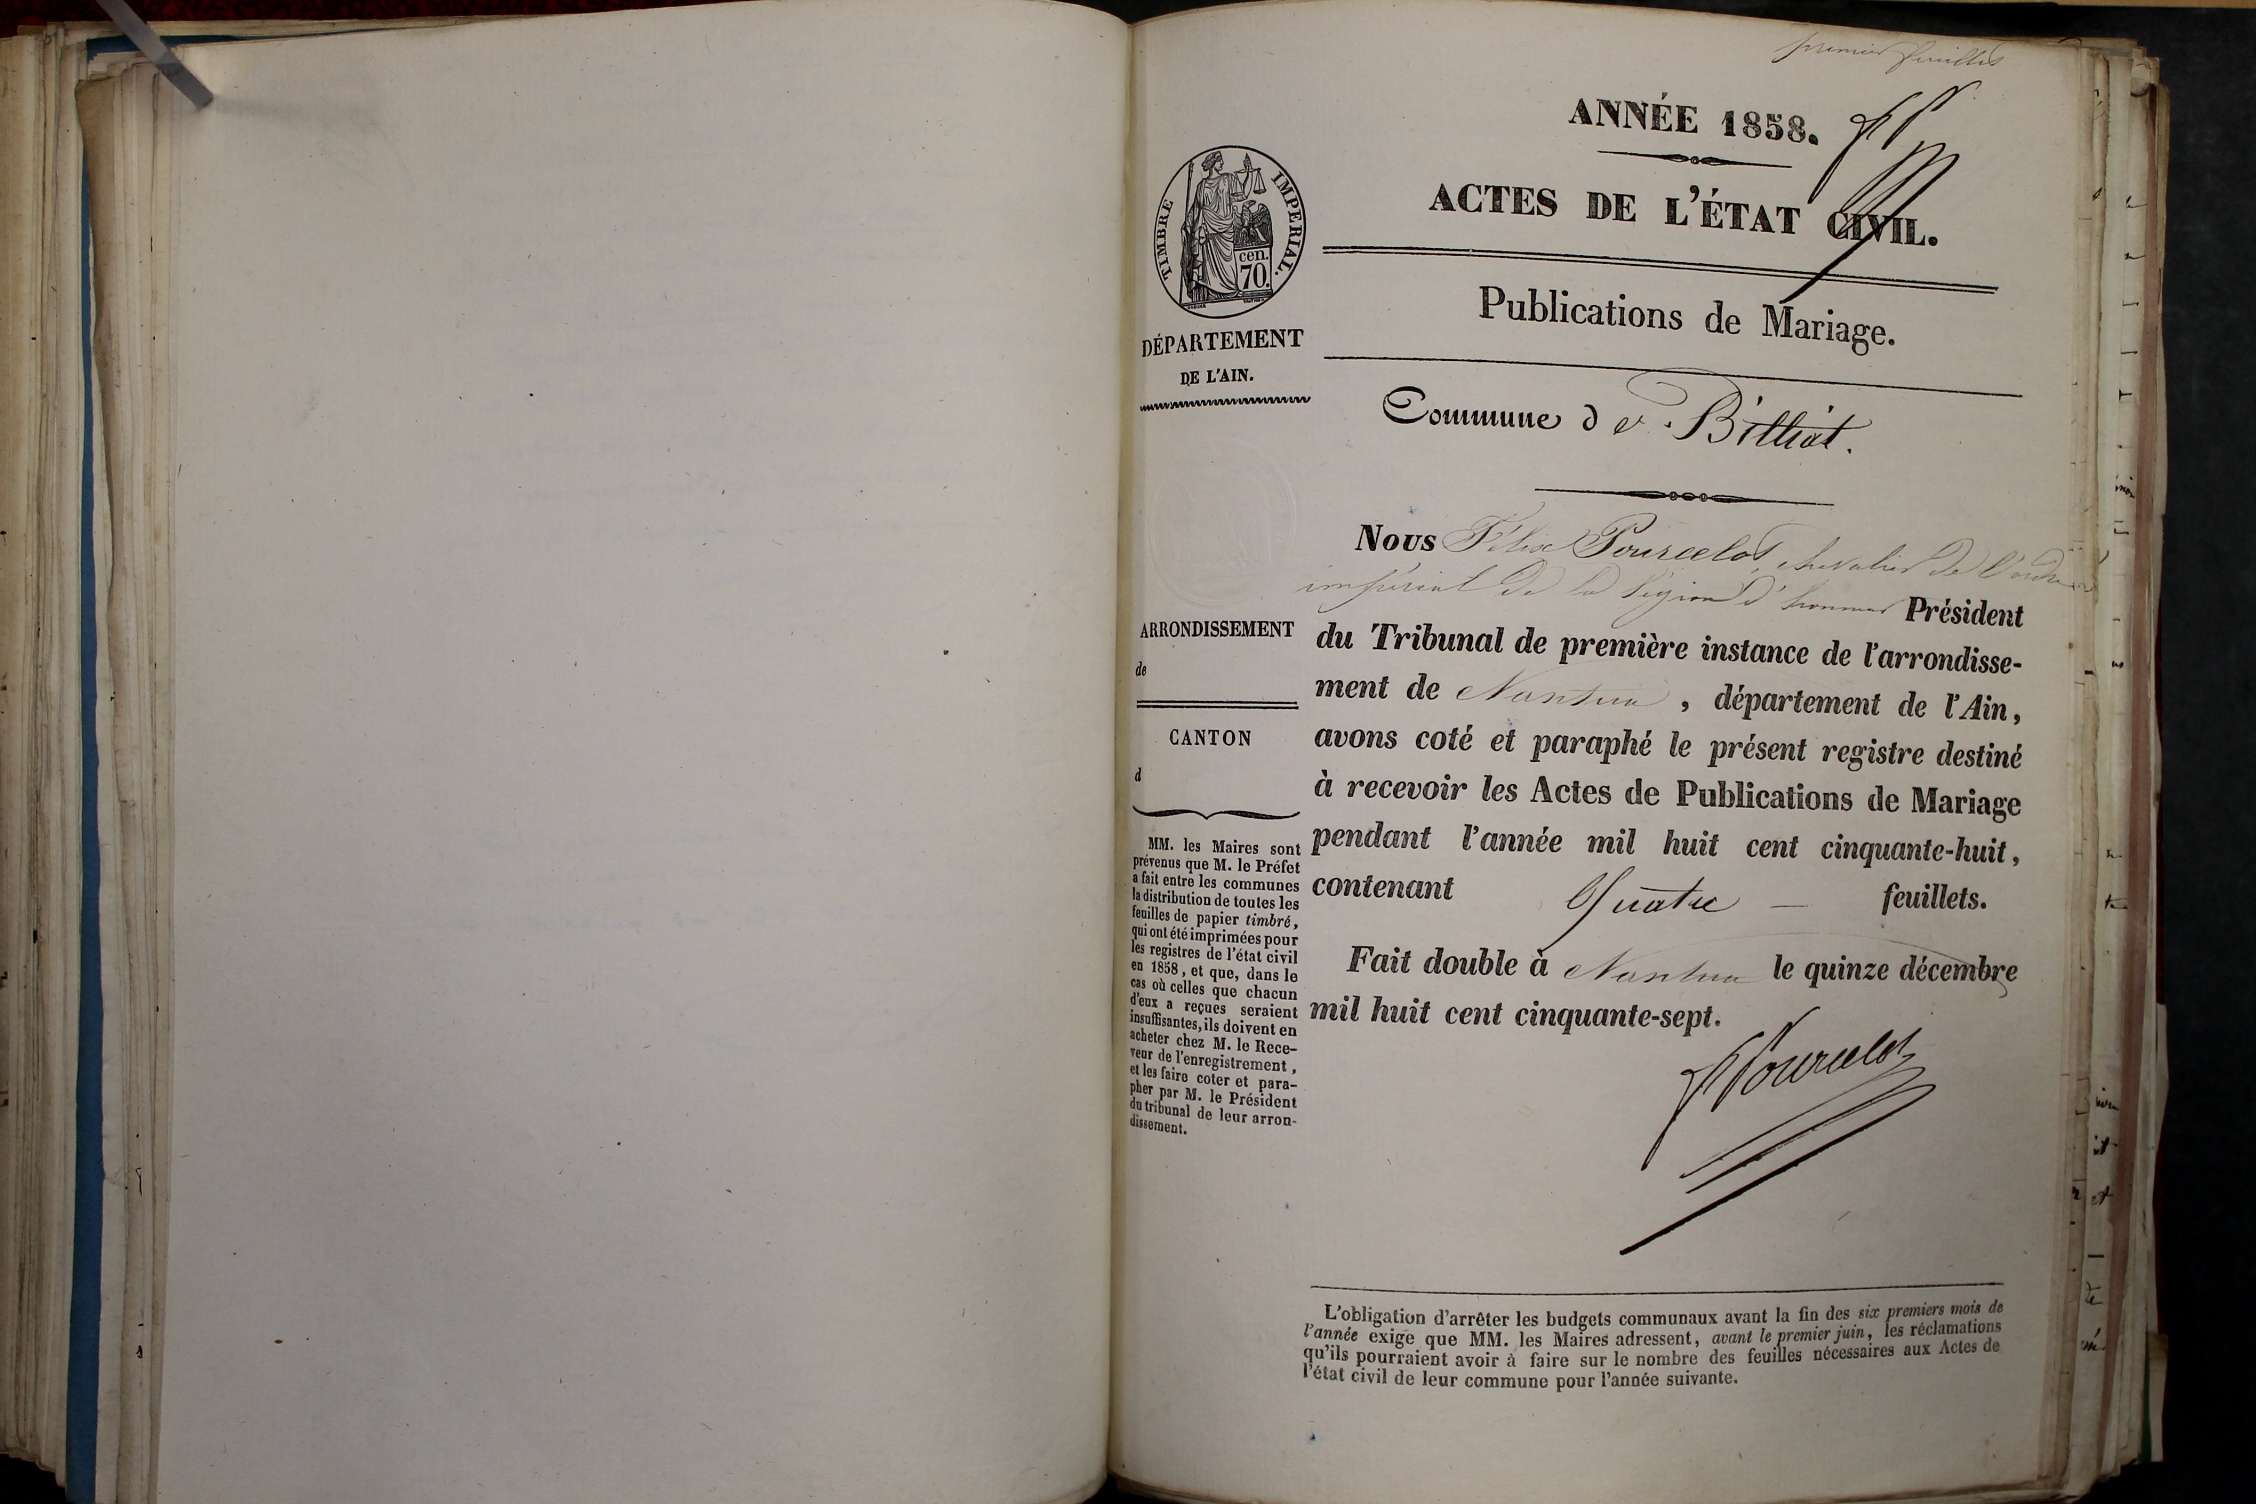 premier feuillet
ANNÉE 1858.
ACTES DE L'ÉTAT CIVIL.
Publications de Mariage.
Commune de Billiat.
TIMBRE IMPERIAL.
cen.
70.
DÉPARTEMENT
DE L'AIN.
ARRONDISSEMENT
de
CANTON
d
MM. les Maires sont
prévenus que M. le Préfet
a fait entre les communes
la distribution de toutes les
feuilles de papier timbré,
qui ont été imprimées pour
les registres de l'état civil
en 1858, et que, dans le
cas où celles que chacun
d'eux a reçues seraient
insuffisantes, ils doivent en
acheter chez M. le Rece-
veur de l'enregistrement,
et les faire coter et para-
pher par M. le Président
du tribunal de leur arron-
dissement.
Nous Félix Pourcelot, chevalier de l'ordre
impérial de la légion d'honneur Président
du Tribunal de première instance de l'arrondisse-
ment de Nantua, département de l'Ain,
avons coté et paraphé le présent registre destiné
à recevoir les Actes de Publications de Mariage
pendant l'année mil huit cent cinquante-huit,
contenant Quatre — feuillets.
Fait double à Nantua le quinze décembre
mil huit cent cinquante-sept.
F Pourcelot
L'obligation d'arrêter les budgets communaux avant la fin des six premiers mois de
l'année exige que MM. les Maires adressent, avant le premier juin, les réclamations
qu'ils pourraient avoir à faire sur le nombre des feuilles nécessaires aux Actes de
l'état civil de leur commune pour l'année suivante.